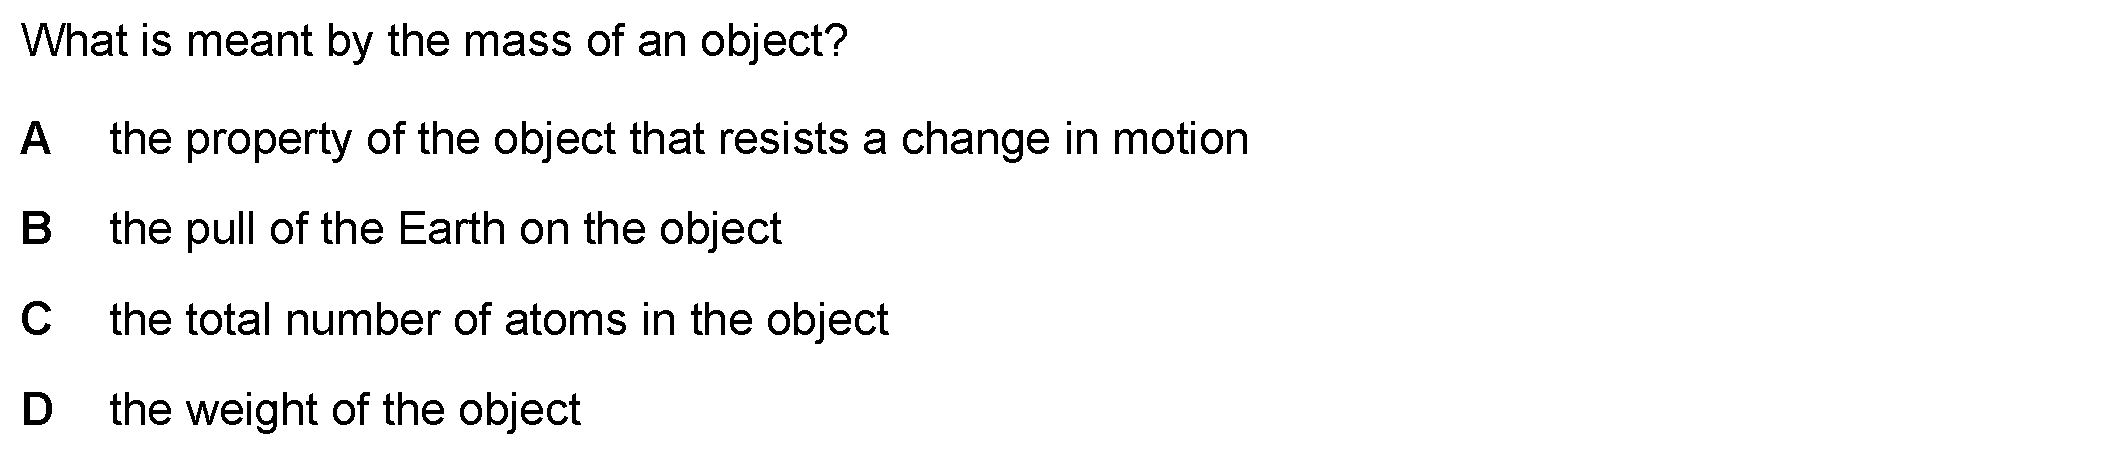 What is meant by the mass of an object?
A the property of the object that resists a change in motion
B the pull of the Earth on the object
C the total number of atoms in the object
D the weight of the object